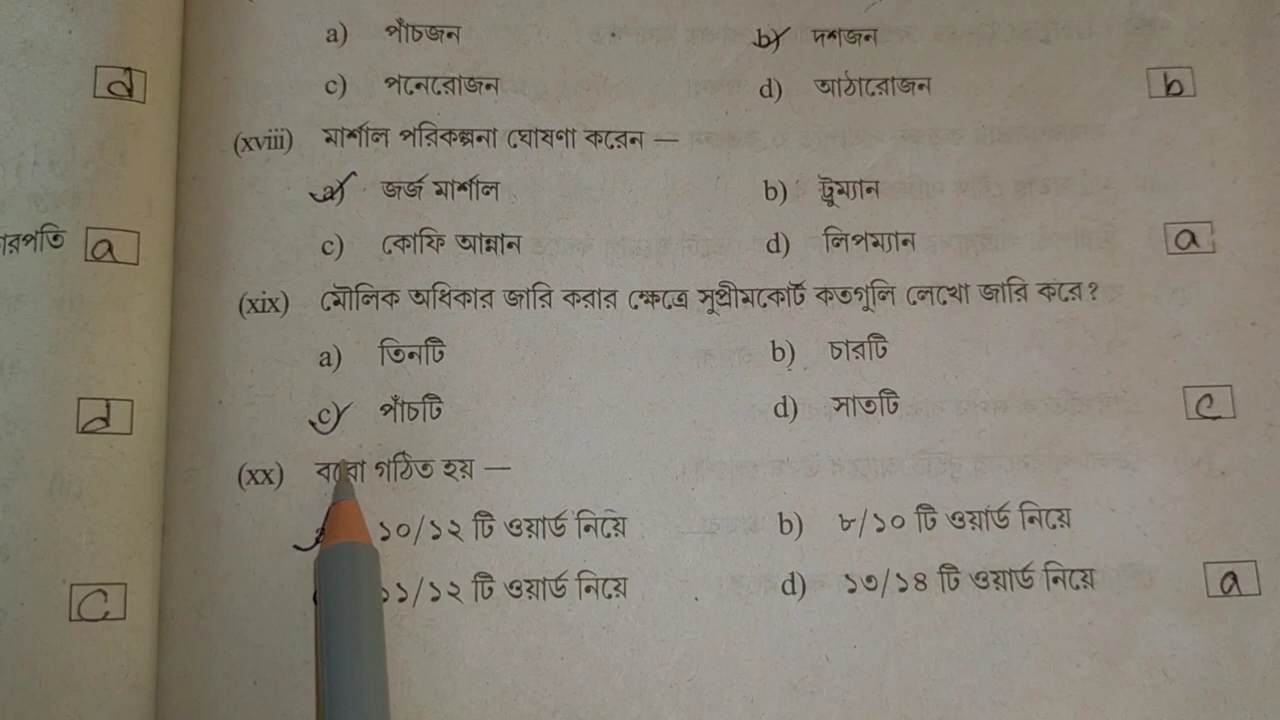 a) পাঁচজন b) দশজন
d
c) পনেরোজন d) আঠারোজন b
(xviii) মার্শাল পরিকল্পনা ঘোষণা করেন —
a) জর্জ মার্শাল b) ট্রুম্যান
a
c) কোফি আন্নান d) লিপম্যান a
(xix) মৌলিক অধিকার জারি করার ক্ষেত্রে সুপ্রীমকোর্ট কতগুলি লেখো জারি করে?
a) তিনটি b) চারটি
d
c) পাঁচটি d) সাতটি c
(xx) গঠিত হয় —
১০/১২ টি ওয়ার্ড নিয়ে b) ৮/১০ টি ওয়ার্ড নিয়ে
c
১১/১২ টি ওয়ার্ড নিয়ে d) ১৩/১৪ টি ওয়ার্ড নিয়ে a